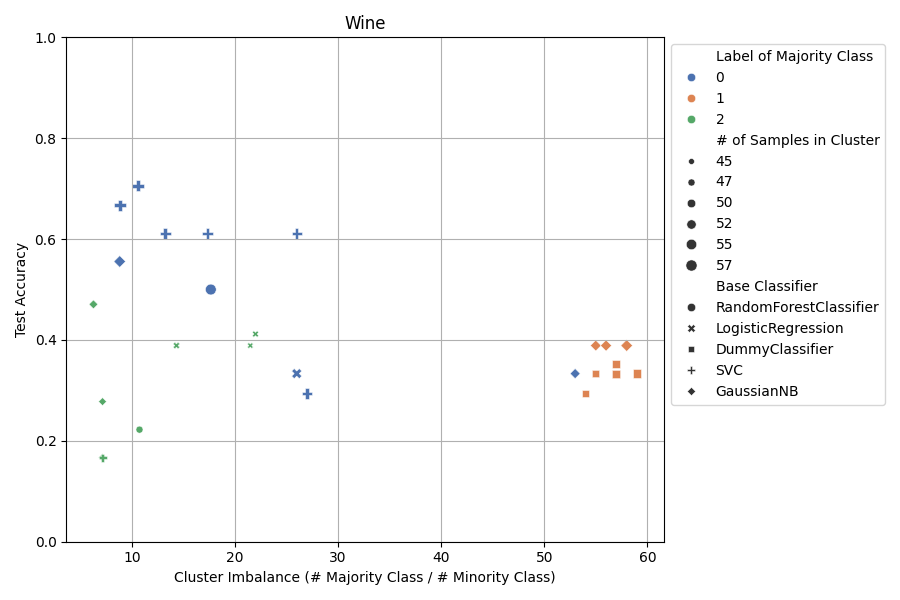 Wine
1.0
0.8
0.6
0.4
0.2
0.0
Test Accuracy
10 20 30 40 50 60
Cluster Imbalance (# Majority Class / # Minority Class)
Label of Majority Class
0
1
2
# of Samples in Cluster
45
47
50
52
55
57
Base Classifier
RandomForestClassifier
LogisticRegression
DummyClassifier
SVC
GaussianNB